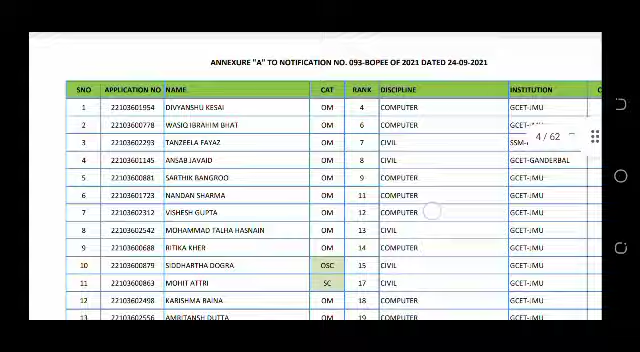 ANNEXURE "A" TO NOTIFICATION NO. 093-BOPEE OF 2021 DATED 24-09-2021
SNO APPLICATION NO NAME CAT RANK DISCIPLINE INSTITUTION C
1 22103601954 DIVYANSHU KESAI OM 4 COMPUTER GCET-JMU
2 22103600778 WASIQ IBRAHIM BHAT OM 6 COMPUTER GCET-JMU
3 22103602293 TANZEELA FAYAZ OM 7 CIVIL SSM-
4 / 62
4 22103601145 ANSAB JAVAID OM 8 CIVIL GCET-GANDERBAL
5 22103600881 SARTHIK BANGROO OM 9 COMPUTER GCET-JMU
6 22103601723 NANDAN SHARMA OM 11 COMPUTER GCET-JMU
7 22103602312 VISHESH GUPTA OM 12 COMPUTER GCET-JMU
8 22103602542 MOHAMMAD TALHA HASNAIN OM 13 CIVIL GCET-JMU
9 22103600688 RITIKA KHER OM 14 COMPUTER GCET-JMU
10 22103600879 SIDDHARTHA DOGRA OSC 15 CIVIL GCET-JMU
11 22103600863 MOHIT ATTRI SC 17 CIVIL GCET-JMU
12 22103602498 KARISHMA RAINA OM 18 COMPUTER GCET-JMU
13 22103602556 AMRITANSH DUTTA OM 19 COMPUTER GCET-JMU